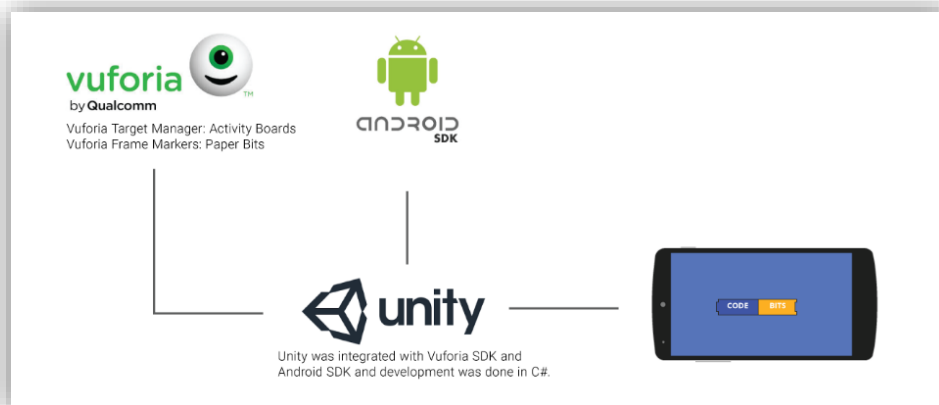 vuforia
TM
by Qualcomm
Vuforia Target Manager: Activity Boards
Vuforia Frame Markers: Paper Bits
ANDROID
SDK
unity
Unity was integrated with Vuforia SDK and
Android SDK and development was done in C#.
CODE BITS